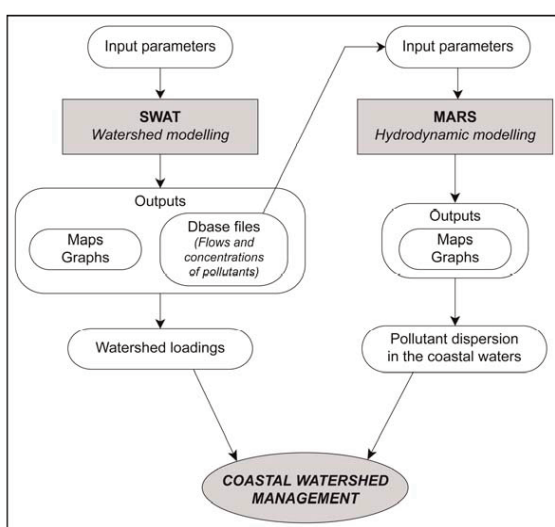 Input parameters
SWAT
Watershed modelling
Outputs
Maps
Graphs
Dbase files
(Flows and
concentrations
of pollutants)
Watershed loadings
Input parameters
MARS
Hydrodynamic modelling
Outputs
Maps
Graphs
Pollutant dispersion
in the coastal waters
COASTAL WATERSHED
MANAGEMENT